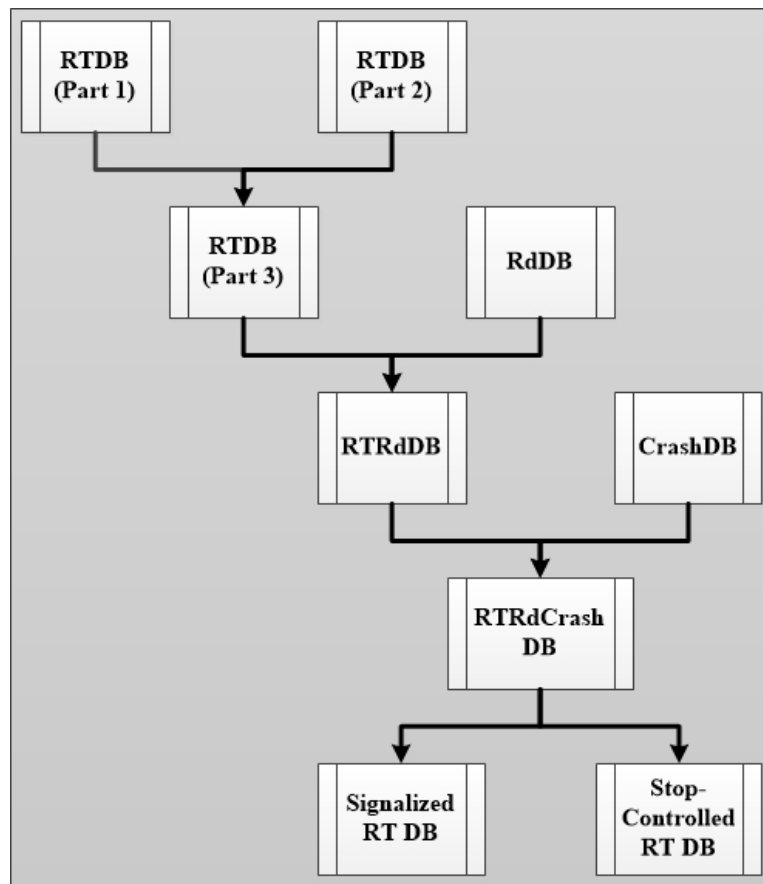 RTDB
(Part 1)
RTDB
(Part 2)
RTDB
(Part 3)
RdDB
RTRdDB
CrashDB
RTRdCrash
DB
Signalized
RT DB
Stop-
Controlled
RT DB